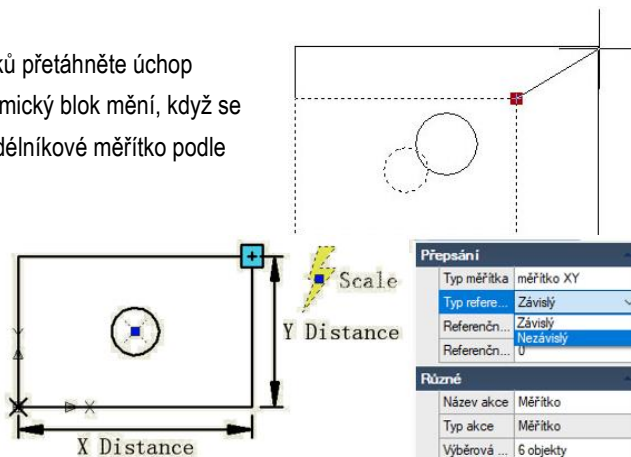 ků přetáhněte úchop
mický blok mění, když se
délníkové měřítko podle
Scale
Y Distance
X Distance
X
Přepsání
Typ měřítka měřítko XY
Typ refere... Závislý
Referenčn... Závislý
Nezávislý
Referenčn... 0
Různé
Název akce Měřítko
Typ akce Měřítko
Výběrová ... 6 objekty